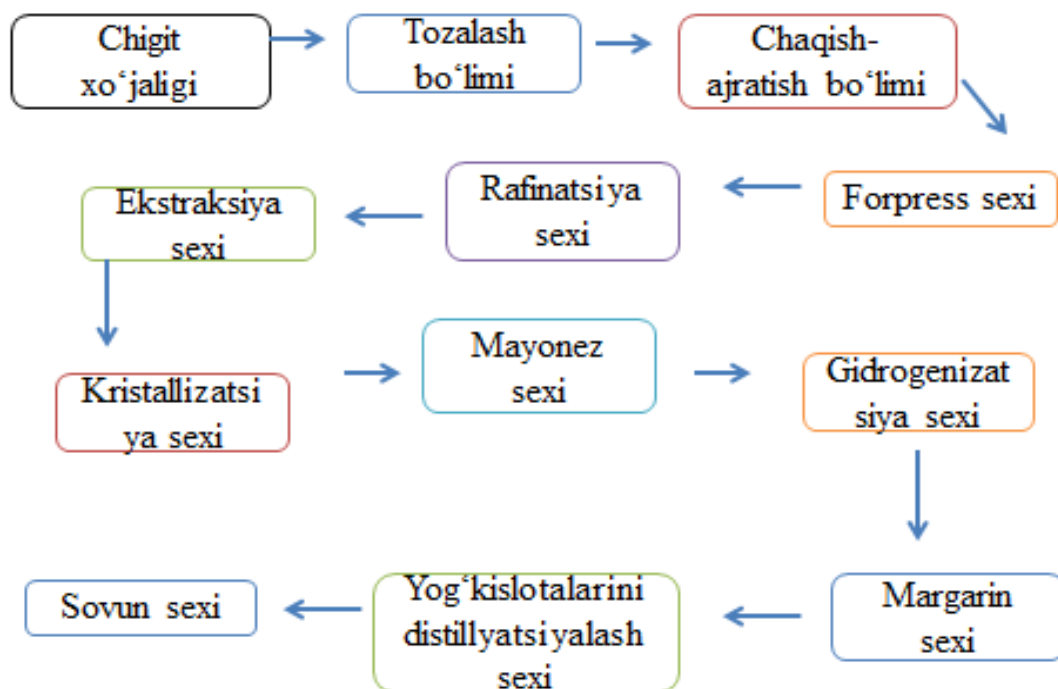 Chigit
xo‘jaligi
Tozalash
bo‘limi
Chaqish-
ajratish bo‘limi
Forpress sexi
Rafinatsiya
sexi
Ekstraksiya
sexi
Kristallizatsi
ya sexi
Mayonez
sexi
Gidrogenizat
siya sexi
Margarin
sexi
Yog‘kislotalarini
distillyatsiyalash
sexi
Sovun sexi